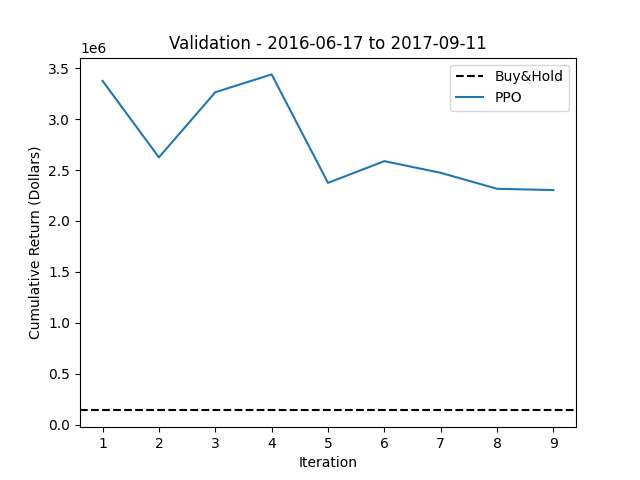 Validation - 2016-06-17 to 2017-09-11
1e6
Buy&Hold
PPO
3.5
3.0
2.5
2.0
1.5
1.0
0.5
0.0
Cumulative Return (Dollars)
1 2 3 4 5 6 7 8 9
Iteration